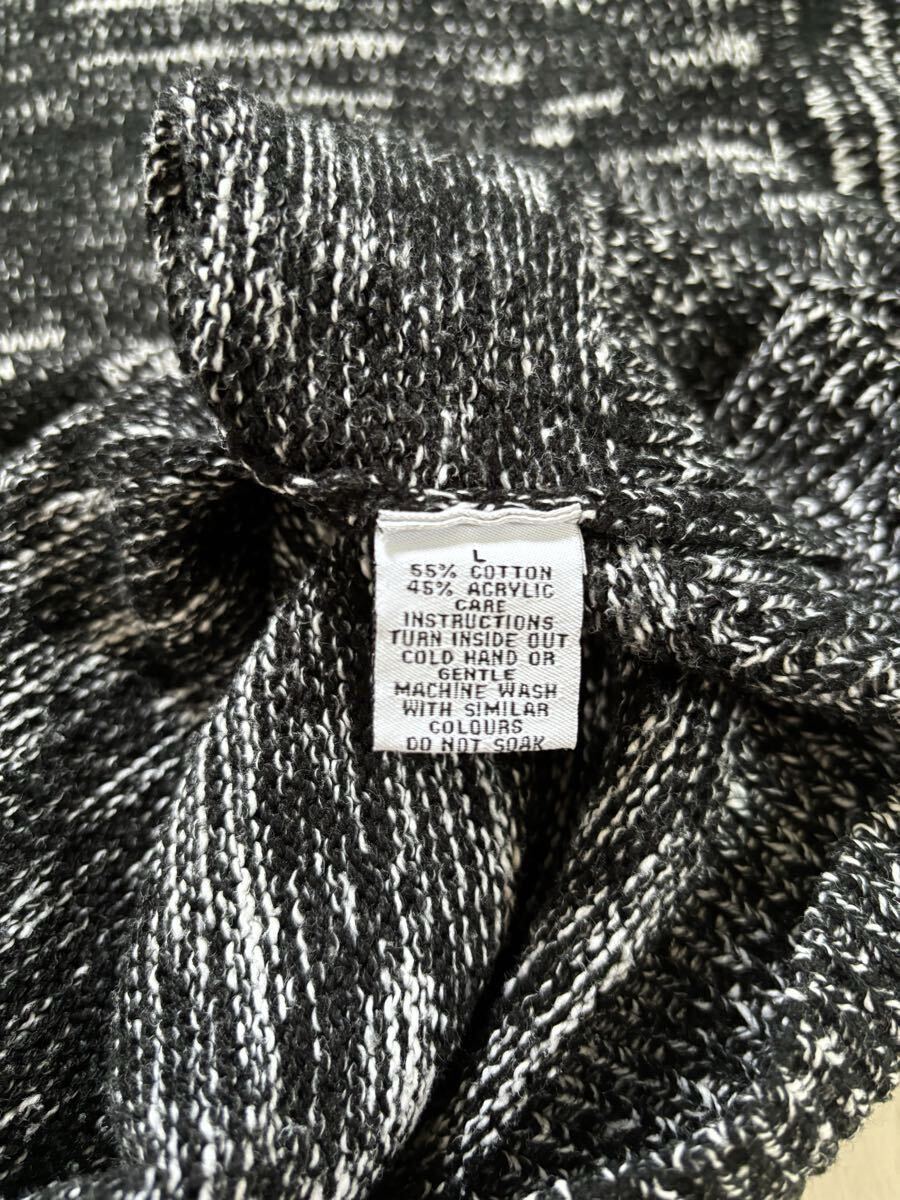 L
55% COTTON
45% ACRYLIC
CARE
INSTRUCTIONS
TURN INSIDE OUT
COLD HAND OR
GENTLE
MACHINE WASH
WITH SIMILAR
COLOURS
DO NOT SOAK